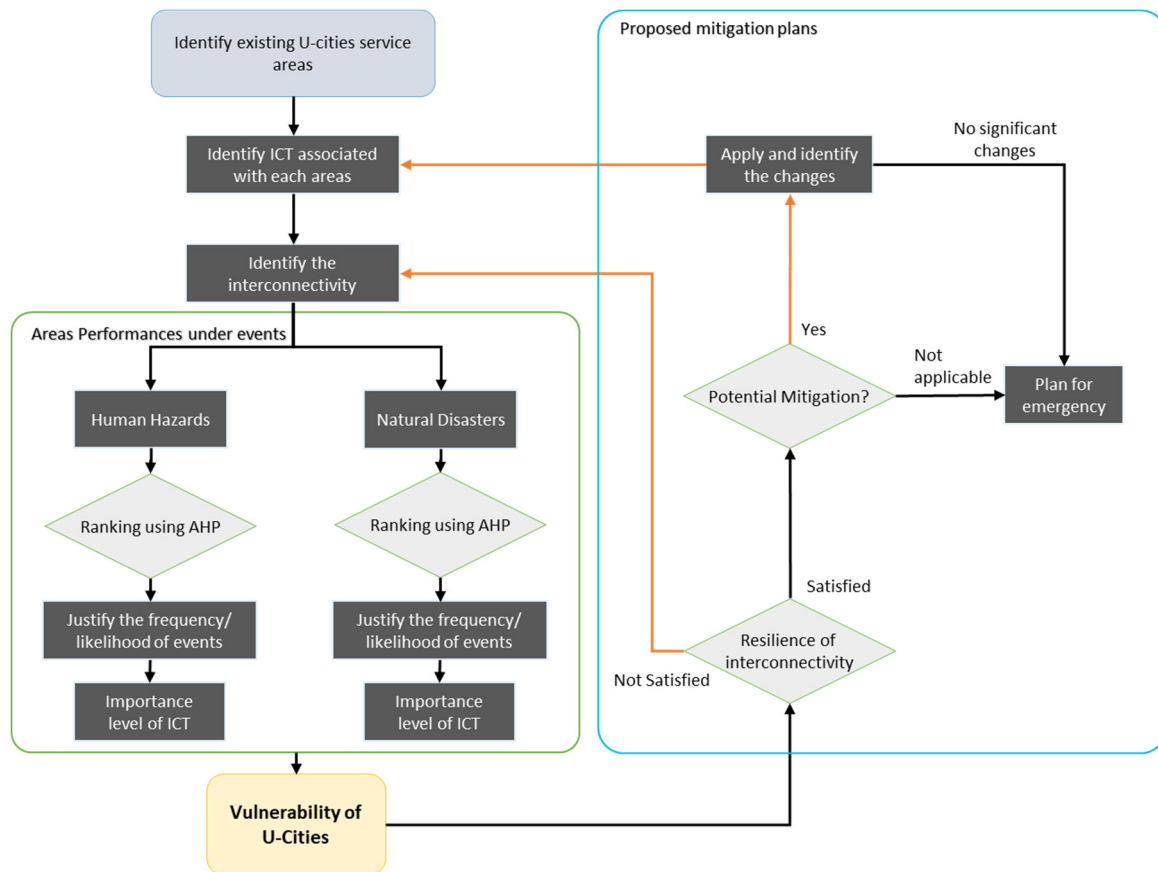 Identify existing U-cities service
areas
Identify ICT associated
with each areas
Identify the
interconnectivity
Areas Performances under events
Human Hazards
Natural Disasters
Ranking using AHP
Ranking using AHP
Justify the frequency/
likelihood of events
Justify the frequency/
likelihood of events
Importance
level of ICT
Importance
level of ICT
Vulnerability of
U-Cities
Proposed mitigation plans
Apply and identify
the changes
No significant
changes
Yes
Not
applicable
Potential Mitigation?
Plan for
emergency
Satisfied
Resilience of
interconnectivity
Not Satisfied